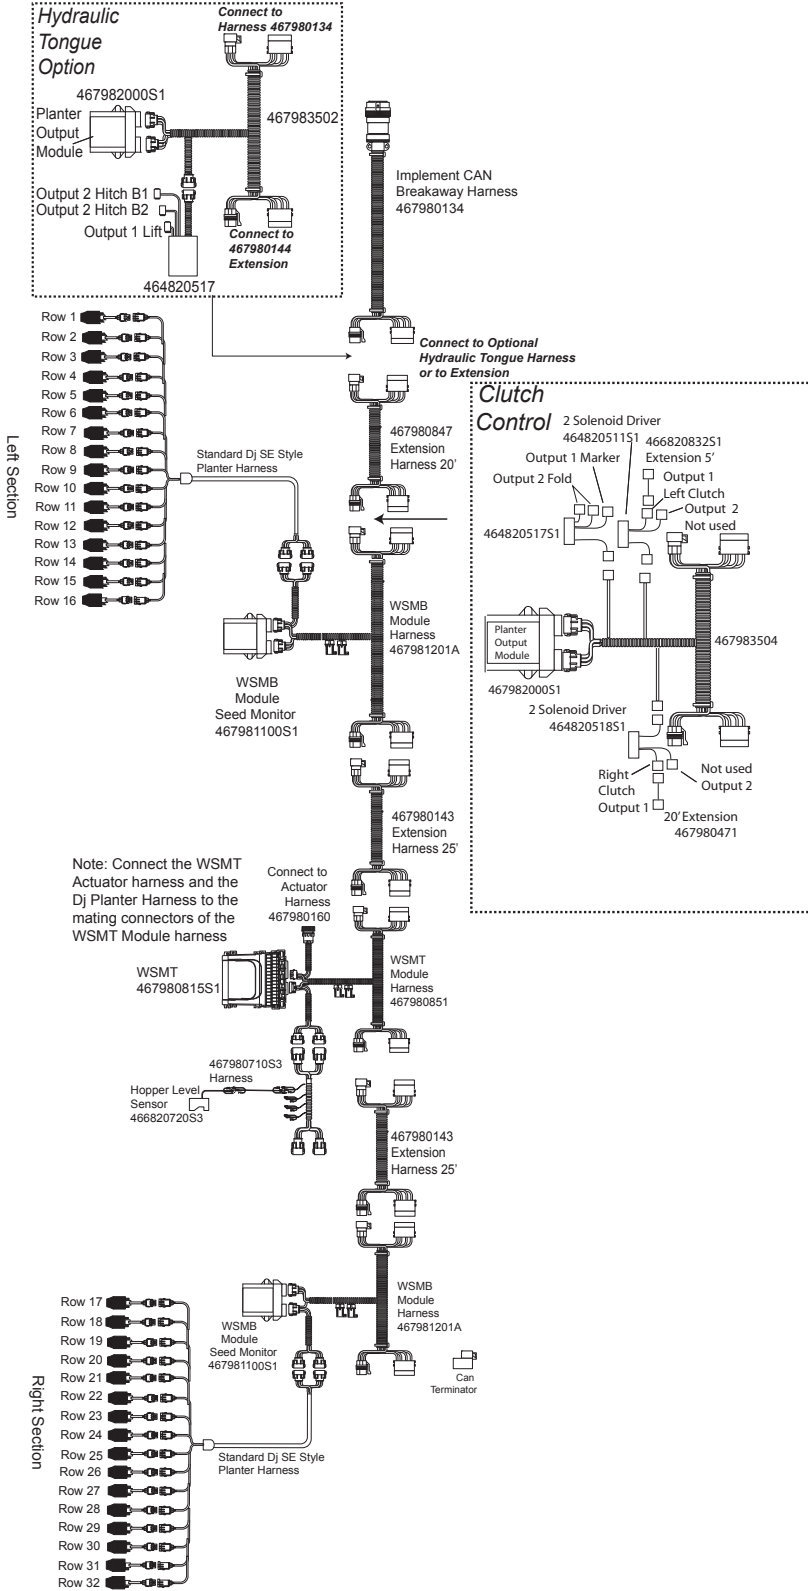 Hydraulic
Tongue
Option
Connect to
Harness 467980134
467982000S1
Planter
Output
Module
467983502
Output 2 Hitch B1
Output 2 Hitch B2
Output 1 Lift
Connect to
467980144
Extension
464820517
Implement CAN
Breakaway Harness
467980134
Connect to Optional
Hydraulic Tongue Harness
or to Extension
Row 1
Row 2
Row 3
Row 4
Row 5
Row 6
Row 7
Row 8
Row 9
Row 10
Row 11
Row 12
Row 13
Row 14
Row 15
Row 16
Left Section
Standard Dj SE Style
Planter Harness
467980847
Extension
Harness 20'
Clutch
Control
2 Solenoid Driver
464820511S1
466820832S1
Extension 5'
Output 1 Marker
Output 2 Fold
Output 1
Left Clutch
Output 2
Not used
464820517S1
Planter
Output
Module
467983504
467982000S1
2 Solenoid Driver
464820518S1
Right
Clutch
Output 1
Not used
Output 2
20' Extension
467980471
WSMB
Module
Harness
467981201A
WSMB
Module
Seed Monitor
467981100S1
467980143
Extension
Harness 25'
Note: Connect the WSMT
Actuator harness and the
Dj Planter Harness to the
mating connectors of the
WSMT Module harness
Connect to
Actuator
Harness
467980160
WSMT
467980815S1
WSMT
Module
Harness
467980851
467980710S3
Harness
Hopper Level
Sensor
466820720S3
467980143
Extension
Harness 25'
WSMB
Module
Harness
467981201A
WSMB
Module
Seed Monitor
467981100S1
Can
Terminator
Row 17
Row 18
Row 19
Row 20
Row 21
Row 22
Row 23
Row 24
Row 25
Row 26
Row 27
Row 28
Row 29
Row 30
Row 31
Row 32
Right Section
Standard Dj SE Style
Planter Harness